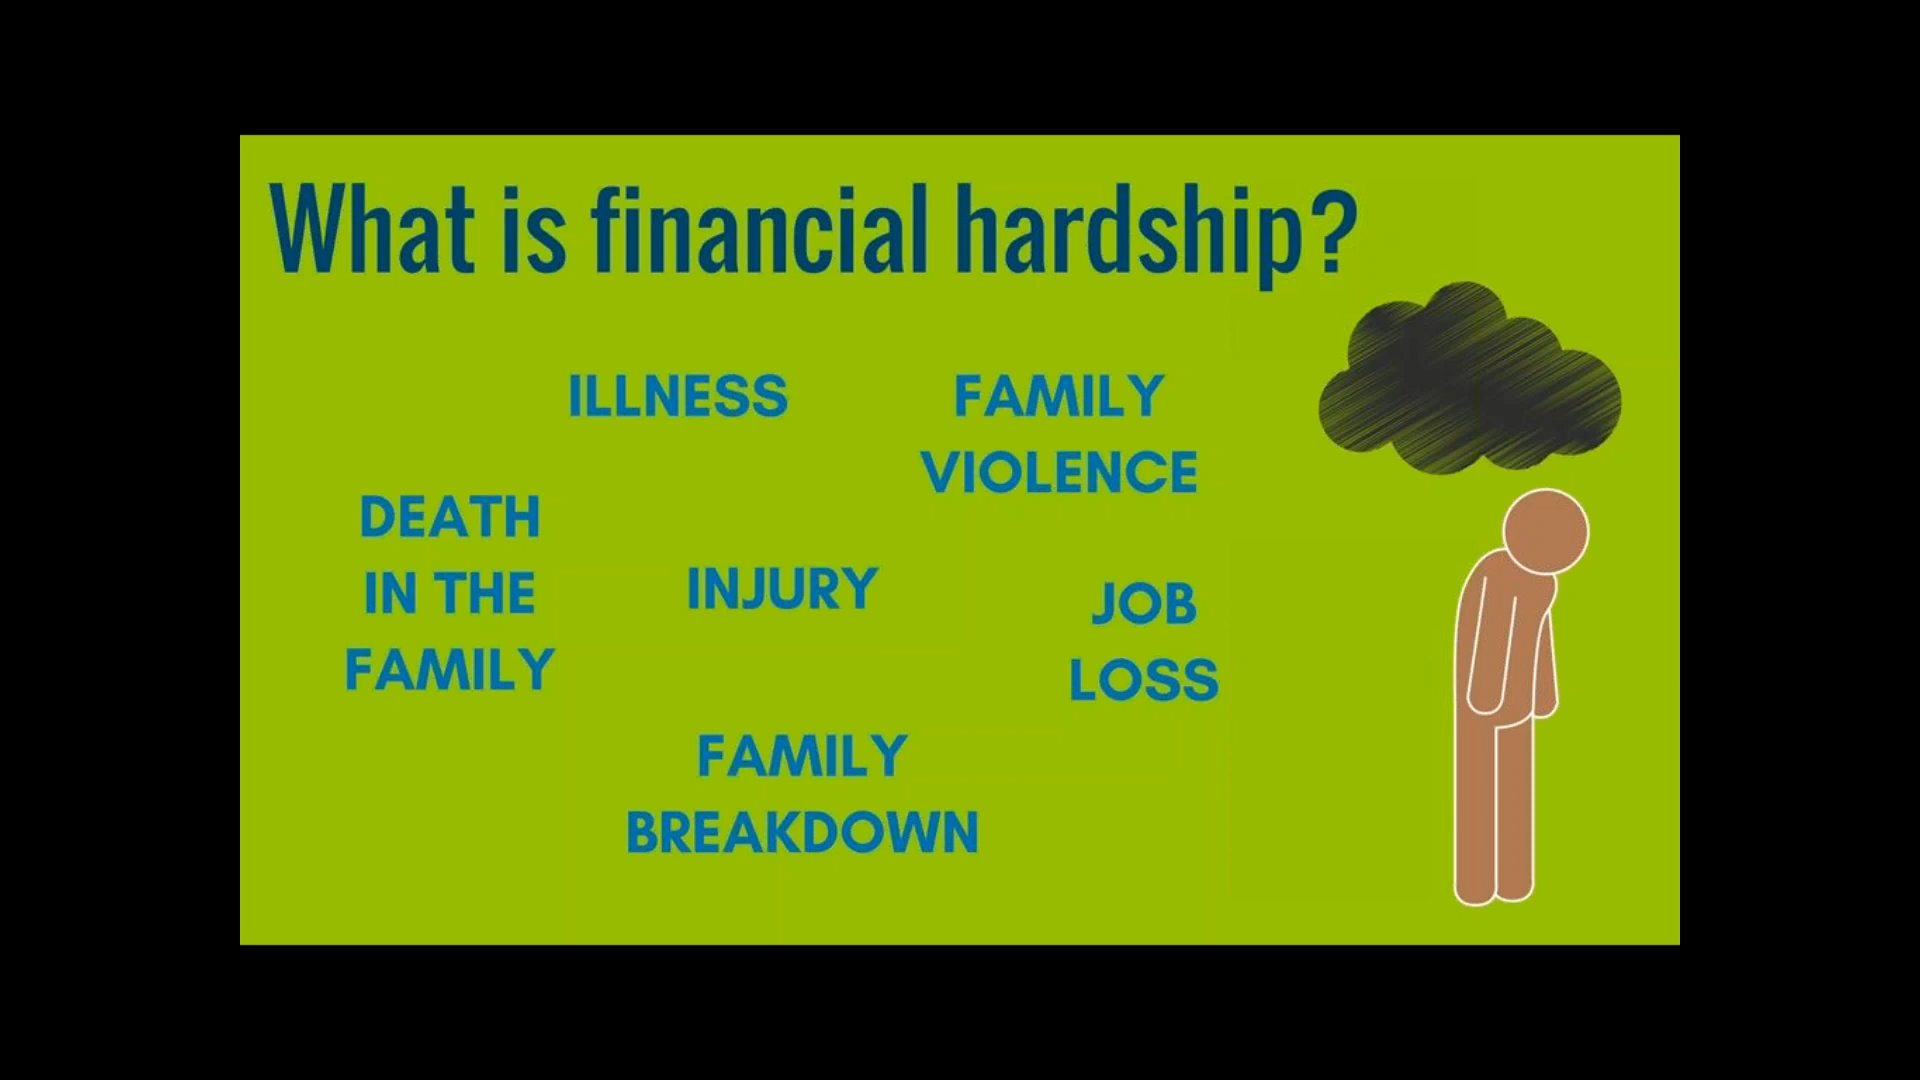 What is financial hardship?
ILLNESS
FAMILY
VIOLENCE
DEATH
IN THE
FAMILY
INJURY
JOB
LOSS
FAMILY
BREAKDOWN